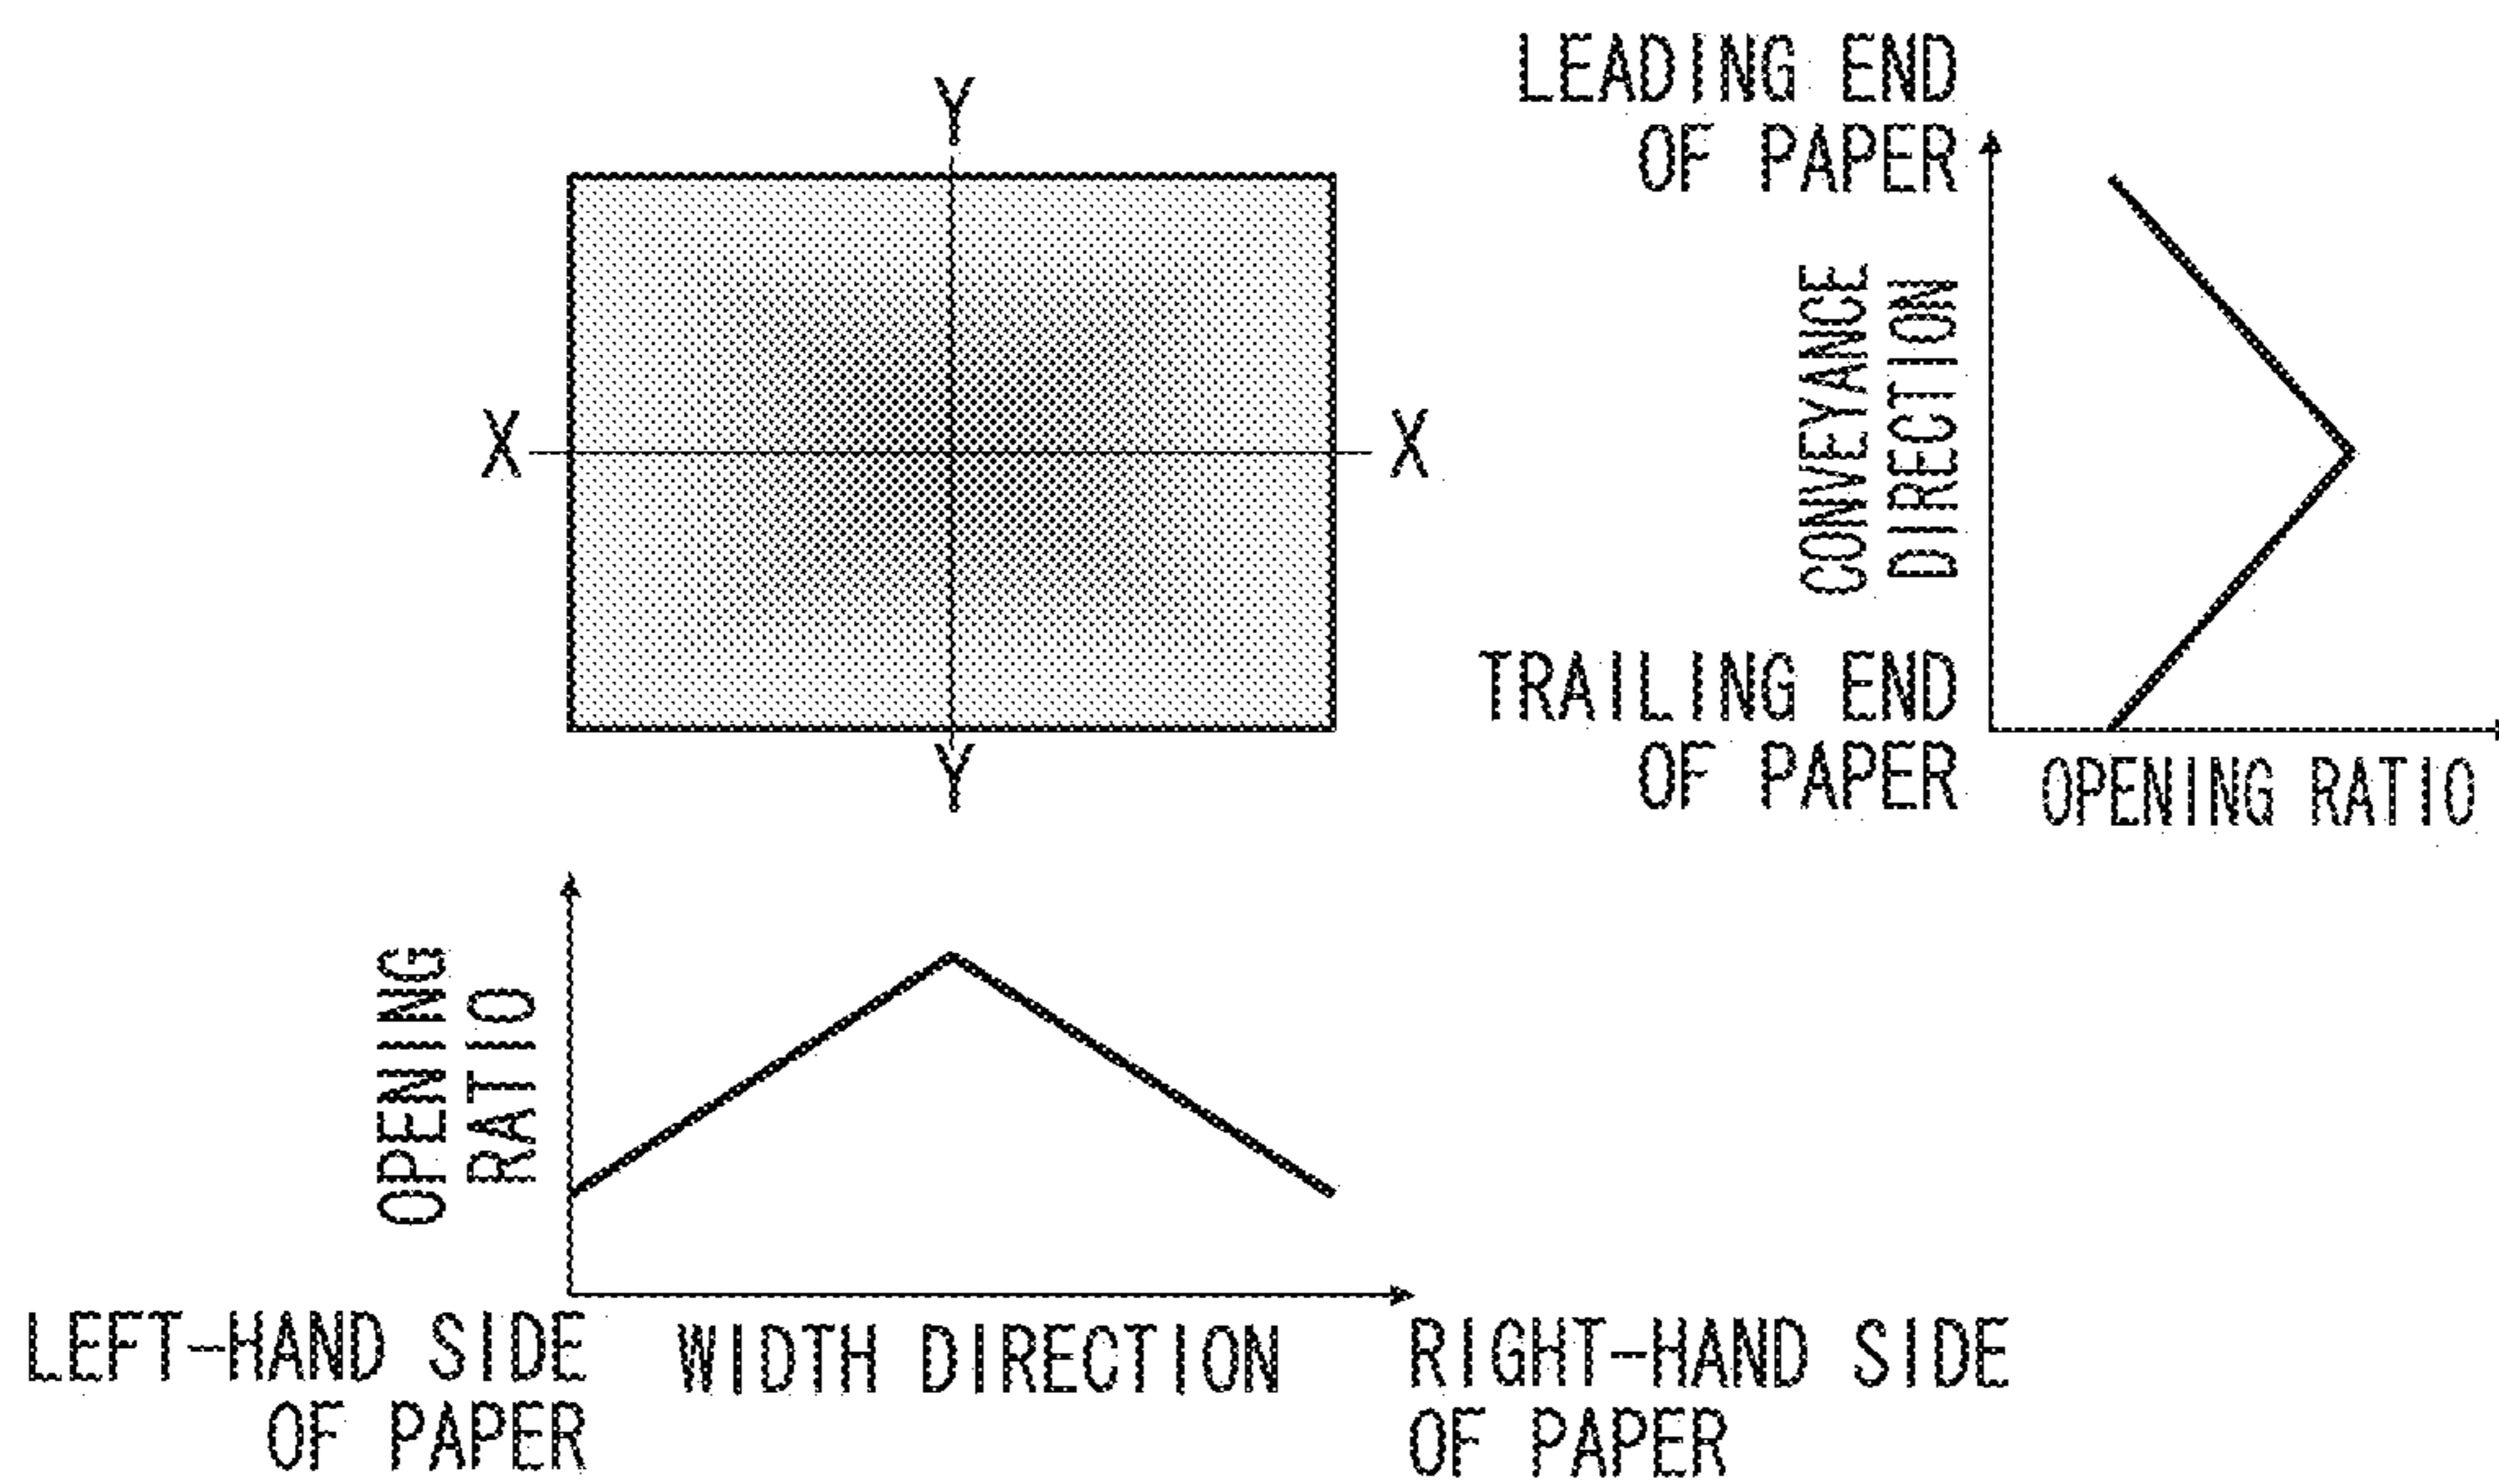 Y
X
X
Y
LEADING END
OF PAPER
CONVEYANCE
DIRECTION
TRAILING END
OF PAPER
OPENING RATIO
OPENING
RATIO
LEFT-HAND SIDE
OF PAPER
WIDTH DIRECTION
RIGHT-HAND SIDE
OF PAPER